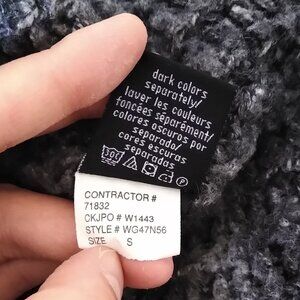 dark colors
separately/
laver les couleurs
foncées séparément/
colores oscuros por
separado/
cores escuras
separadas
30C
P
CONTRACTOR #
71832
CKJPO # W1443
STYLE # WG47N56
SIZE S